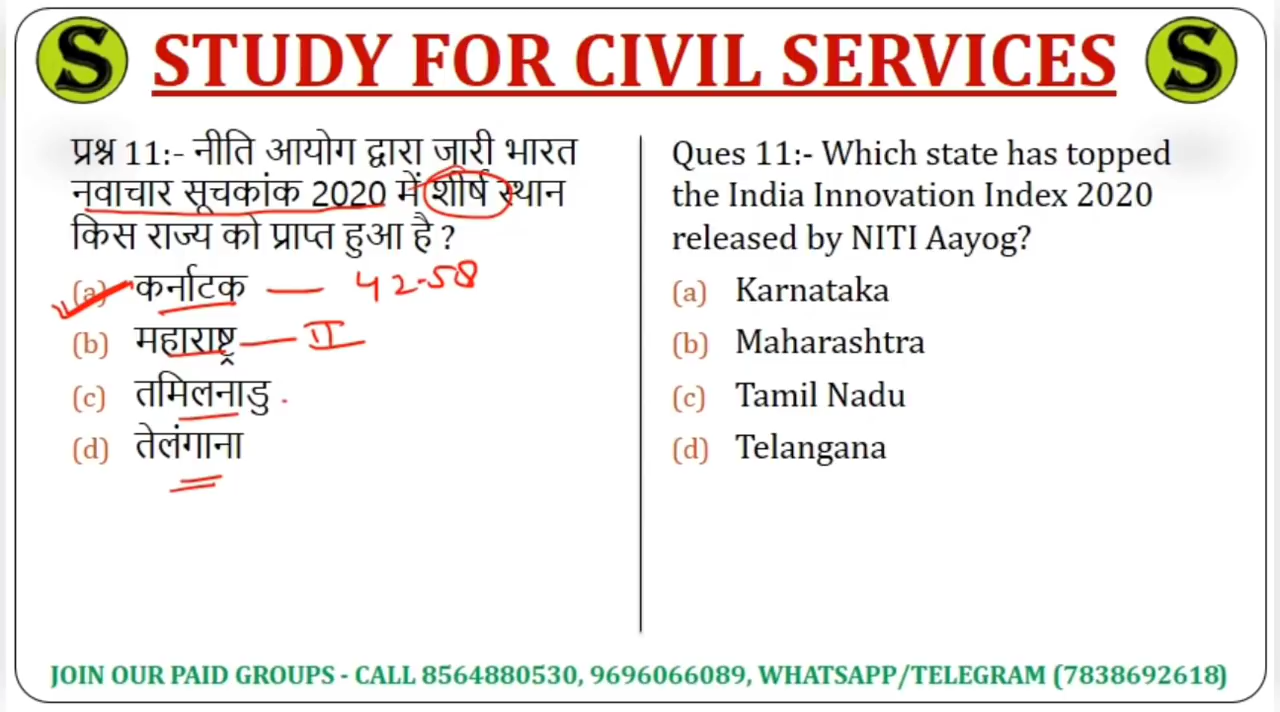 S STUDY FOR CIVIL SERVICES S
प्रश्न 11:- नीति आयोग द्वारा जारी भारत
नवाचार सूचकांक 2020 में शीर्ष स्थान
किस राज्य को प्राप्त हुआ है ?
(a) कर्नाटक — 42.58
(b) महाराष्ट्र — II
(c) तमिलनाडु
(d) तेलंगाना
Ques 11:- Which state has topped
the India Innovation Index 2020
released by NITI Aayog?
(a) Karnataka
(b) Maharashtra
(c) Tamil Nadu
(d) Telangana
JOIN OUR PAID GROUPS - CALL 8564880530, 9696066089, WHATSAPP/TELEGRAM (7838692618)